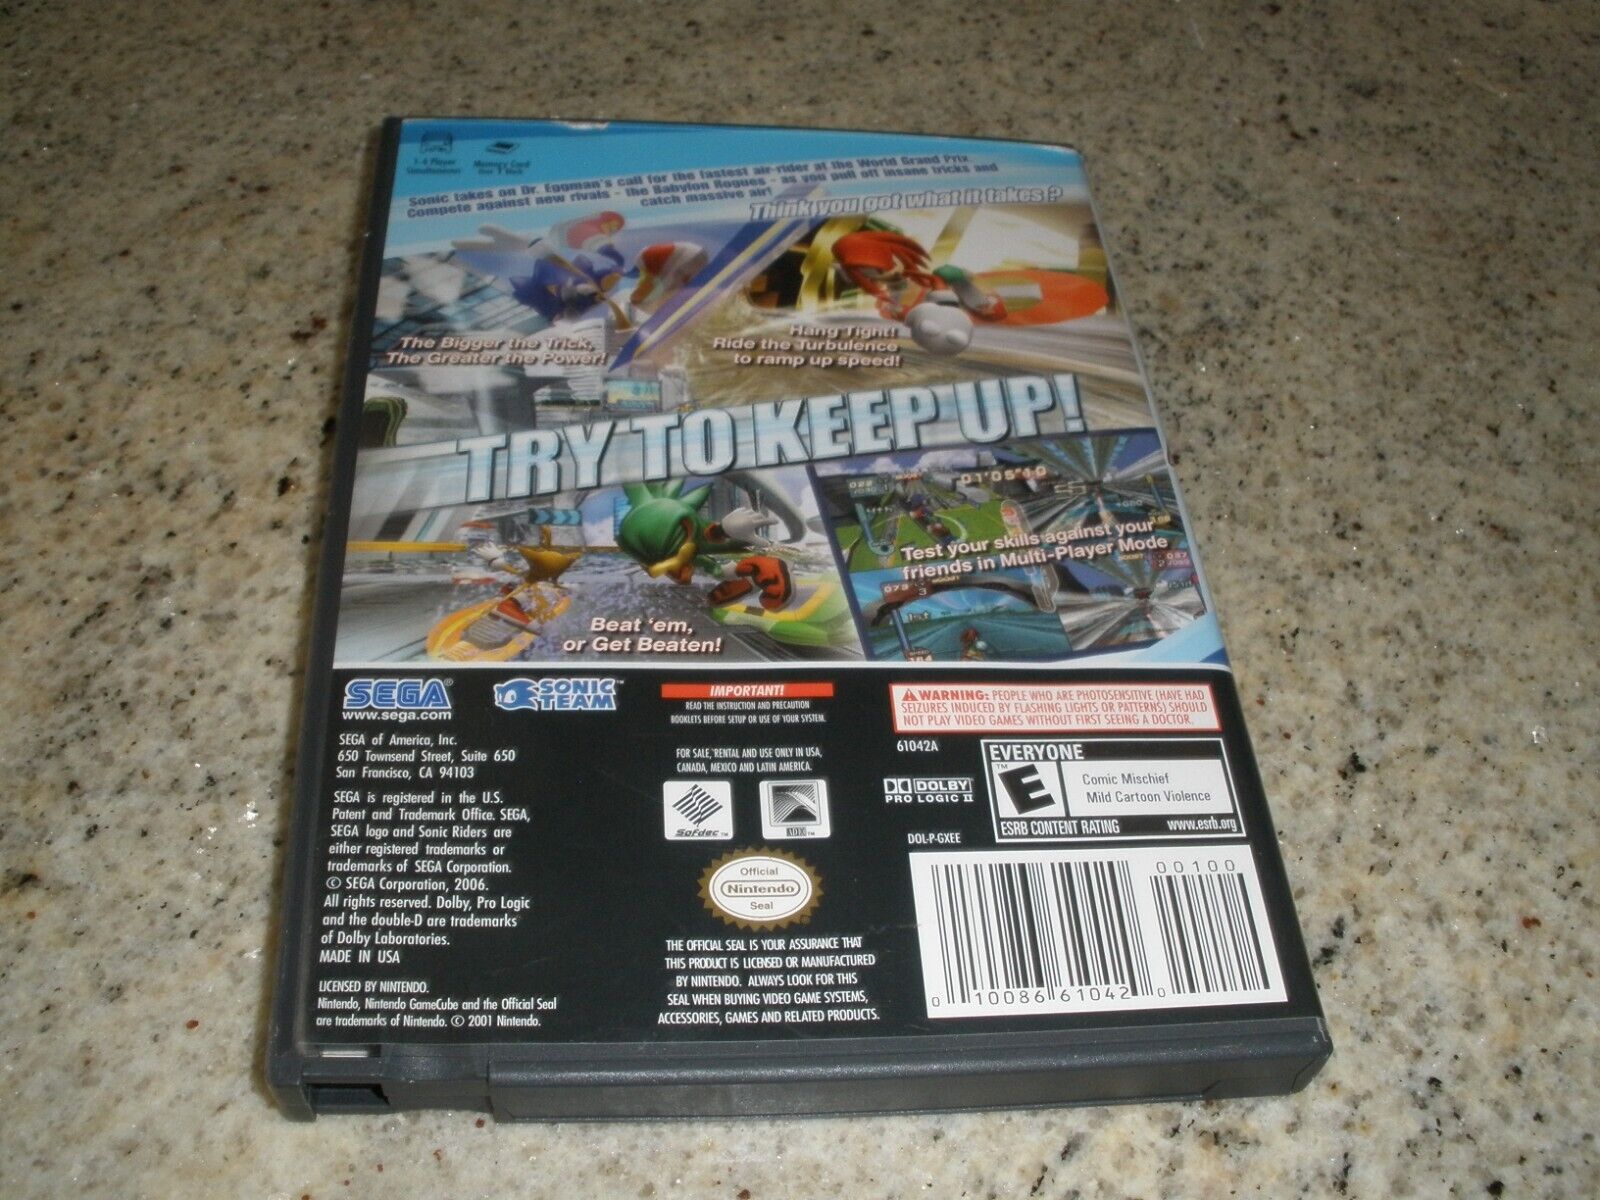 1-4 Player
Simultaneous
Memory Card
Sonic takes on Dr. Eggman's call for the fastest air-rider at the World Grand Prix.
Compete against new rivals - the Babylon Rogues - as you pull off insane tricks and
catch massive air!
Think you got what it takes?
The Bigger the Trick,
The Greater the Power!
Hang Tight!
Ride the Turbulence
to ramp up speed!
TRY TO KEEP UP!
01'05"10
Test your skills against your
friends in Multi-Player Mode
Beat 'em,
or Get Beaten!
SEGA®
www.sega.com
SONIC
TEAM™
SEGA of America, Inc.
650 Townsend Street, Suite 650
San Francisco, CA 94103
SEGA is registered in the U.S.
Patent and Trademark Office. SEGA,
SEGA logo and Sonic Riders are
either registered trademarks or
trademarks of SEGA Corporation.
© SEGA Corporation, 2006.
All rights reserved. Dolby, Pro Logic
and the double-D are trademarks
of Dolby Laboratories.
MADE IN USA
LICENSED BY NINTENDO.
Nintendo, Nintendo GameCube and the Official Seal
are trademarks of Nintendo. © 2001 Nintendo.
IMPORTANT!
READ THE INSTRUCTION AND PRECAUTION
BOOKLETS BEFORE SETUP OR USE OF YOUR SYSTEM.
FOR SALE, RENTAL AND USE ONLY IN USA,
CANADA, MEXICO AND LATIN AMERICA.
Sofdec™
ADX™
Official
Nintendo
Seal
THE OFFICIAL SEAL IS YOUR ASSURANCE THAT
THIS PRODUCT IS LICENSED OR MANUFACTURED
BY NINTENDO. ALWAYS LOOK FOR THIS
SEAL WHEN BUYING VIDEO GAME SYSTEMS,
ACCESSORIES, GAMES AND RELATED PRODUCTS.
WARNING: PEOPLE WHO ARE PHOTOSENSITIVE (HAVE HAD
SEIZURES INDUCED BY FLASHING LIGHTS OR PATTERNS) SHOULD
NOT PLAY VIDEO GAMES WITHOUT FIRST SEEING A DOCTOR.
61042A
DOLBY
PRO LOGIC II
DOL-P-GXEE
EVERYONE
E™
Comic Mischief
Mild Cartoon Violence
ESRB CONTENT RATING www.esrb.org
00100
0 10086 61042 0